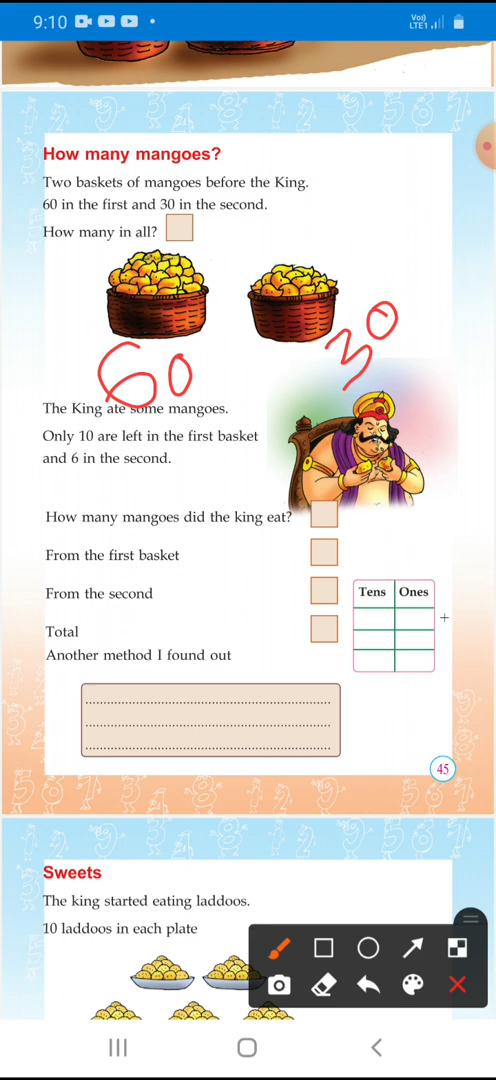 9:10
Vo) LTE1
How many mangoes?
Two baskets of mangoes before the King.
60 in the first and 30 in the second.
How many in all?
60
30
The King ate some mangoes.
Only 10 are left in the first basket
and 6 in the second.
How many mangoes did the king eat?
From the first basket
From the second
Tens Ones
+
Total
Another method I found out
45
Sweets
The king started eating laddoos.
10 laddoos in each plate